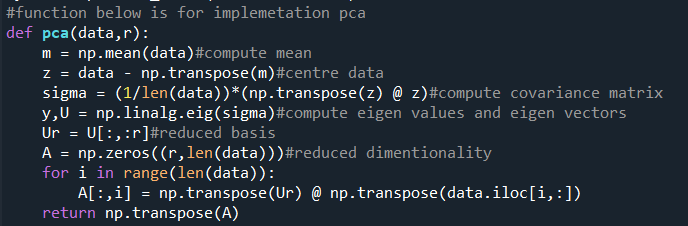 #function below is for implemetation pca
def pca(data,r):
    m = np.mean(data)#compute mean
    z = data - np.transpose(m)#centre data
    sigma = (1/len(data))*(np.transpose(z) @ z)#compute covariance matrix
    y,U = np.linalg.eig(sigma)#compute eigen values and eigen vectors
    Ur = U[:,:r]#reduced basis
    A = np.zeros((r,len(data)))#reduced dimentionality
    for i in range(len(data)):
        A[:,i] = np.transpose(Ur) @ np.transpose(data.iloc[i,:])
    return np.transpose(A)